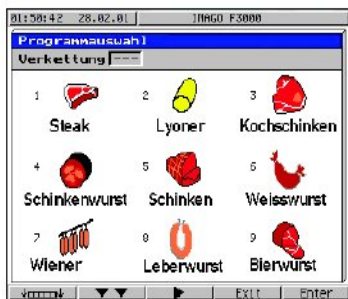 01:50:42 28.02.01 IMAGO F3000
Programmauswahl
Verkettung ---
1 2 3
Steak Lyoner Kochschinken
4 5 6
Schinkenwurst Schinken Weisswurst
7 8 9
Wiener Leberwurst Bierwurst
Exit Enter